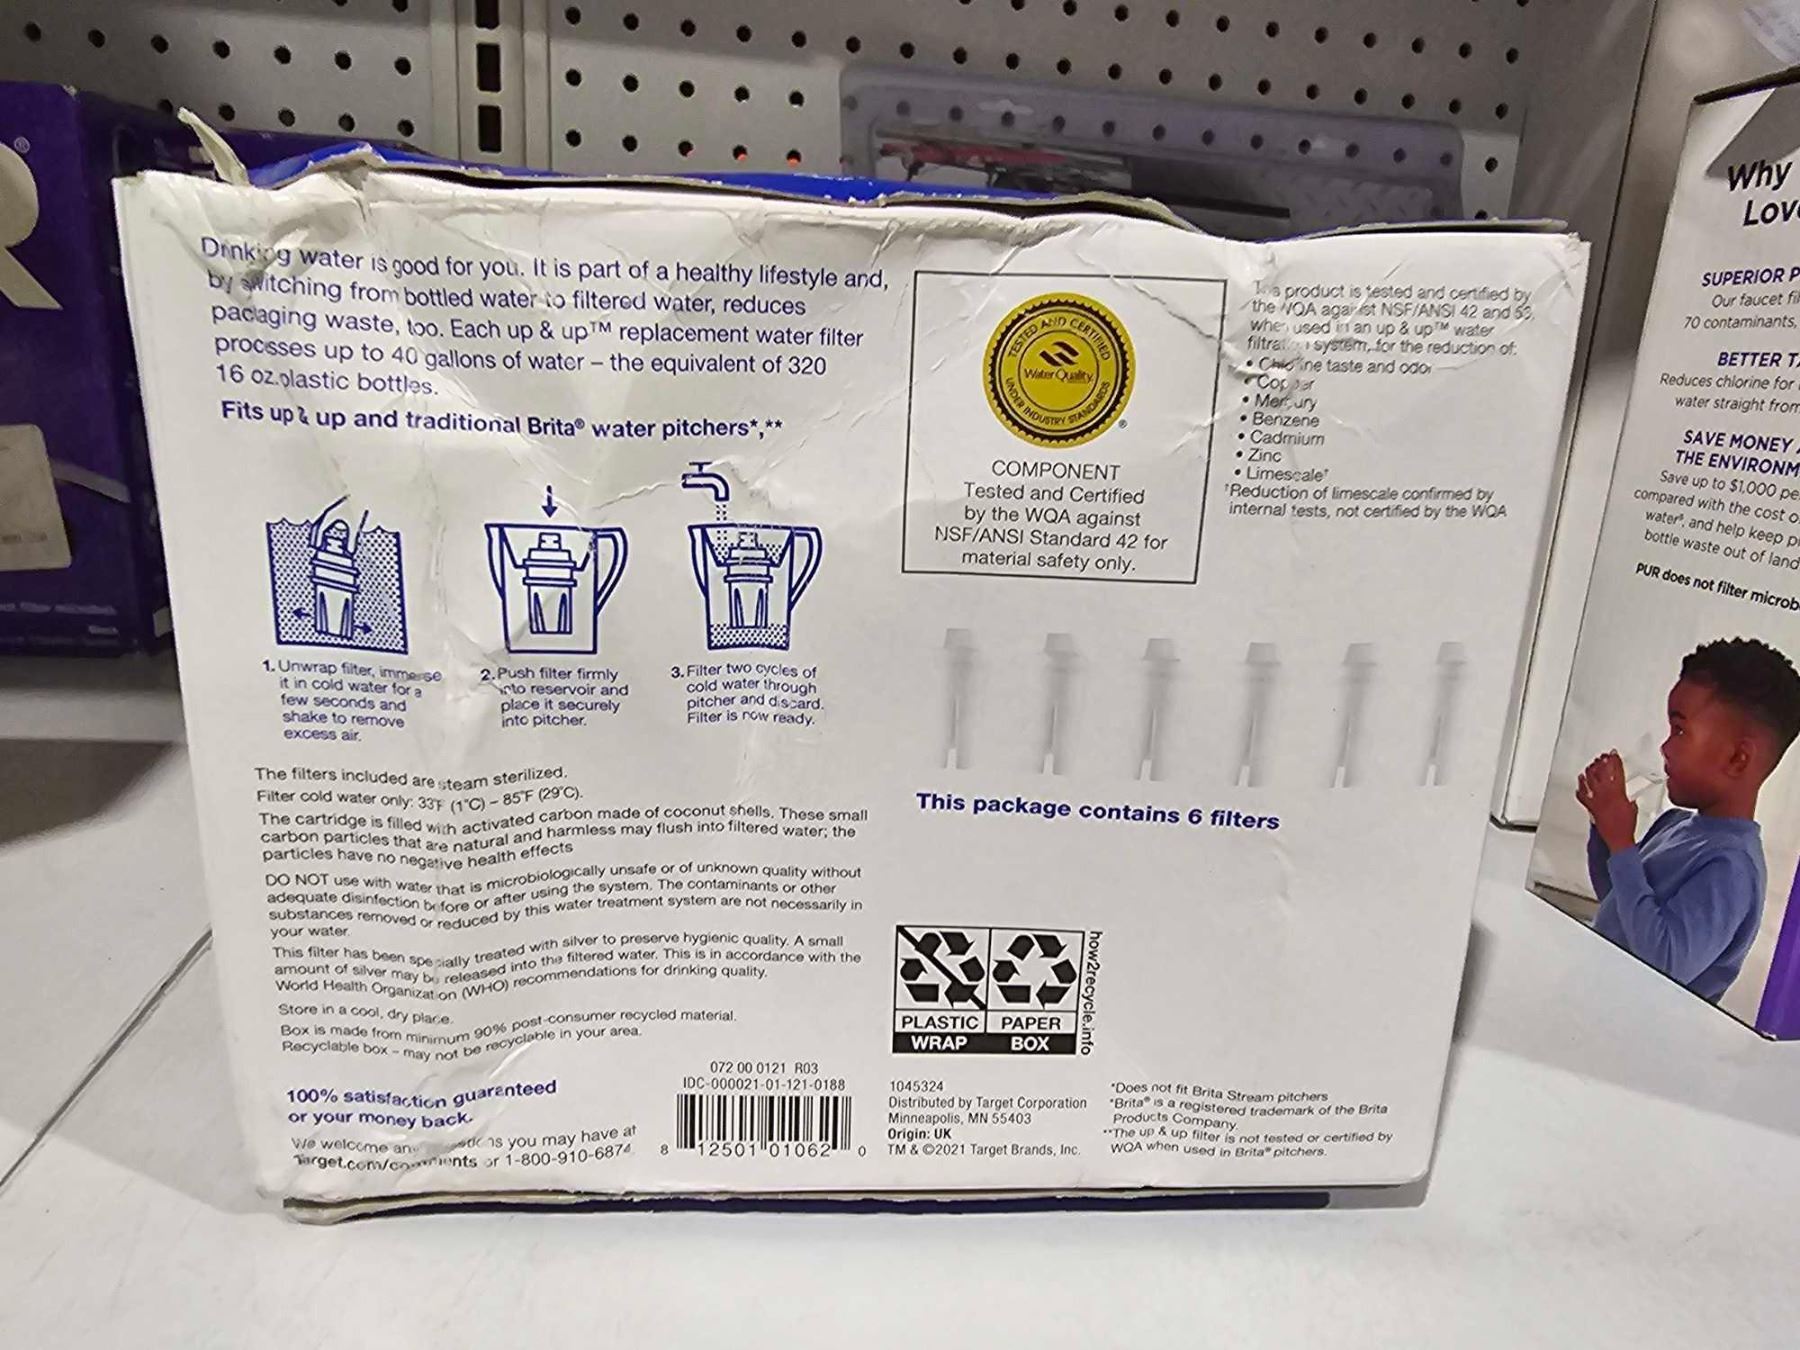 Drinking water is good for you. It is part of a healthy lifestyle and,
by switching from bottled water to filtered water, reduces
packaging waste, too. Each up & up™ replacement water filter
processes up to 40 gallons of water – the equivalent of 320
16 oz.plastic bottles.
Fits up & up and traditional Brita® water pitchers*,**
1. Unwrap filter, immerse
it in cold water for a
few seconds and
shake to remove
excess air.
2. Push filter firmly
into reservoir and
place it securely
into pitcher.
3. Filter two cycles of
cold water through
pitcher and discard.
Filter is now ready.
The filters included are steam sterilized.
Filter cold water only: 33°F (1°C) – 85°F (29°C).
The cartridge is filled with activated carbon made of coconut shells. These small
carbon particles that are natural and harmless may flush into filtered water; the
particles have no negative health effects
DO NOT use with water that is microbiologically unsafe or of unknown quality without
adequate disinfection before or after using the system. The contaminants or other
substances removed or reduced by this water treatment system are not necessarily in
your water.
This filter has been specially treated with silver to preserve hygienic quality. A small
amount of silver may be released into the filtered water. This is in accordance with the
World Health Organization (WHO) recommendations for drinking quality.
Store in a cool, dry place.
Box is made from minimum 90% post-consumer recycled material.
Recyclable box – may not be recyclable in your area.
100% satisfaction guaranteed
or your money back.
We welcome any questions you may have at
Target.com/comments or 1-800-910-6874
072 00 0121 R03
IDC-000021-01-121-0188
8 12501 01062 0
TESTED AND CERTIFIED
Water Quality
UNDER INDUSTRY STANDARDS
®
COMPONENT
Tested and Certified
by the WQA against
NSF/ANSI Standard 42 for
material safety only.
This product is tested and certified by
the WQA against NSF/ANSI 42 and 53,
when used in an up & up™ water
filtration system, for the reduction of:
• Chlorine taste and odor
• Copper
• Mercury
• Benzene
• Cadmium
• Zinc
• Limescale†
†Reduction of limescale confirmed by
internal tests, not certified by the WQA
This package contains 6 filters
PLASTIC PAPER
WRAP BOX
how2recycle.info
1045324
Distributed by Target Corporation
Minneapolis, MN 55403
Origin: UK
TM & ©2021 Target Brands, Inc.
*Does not fit Brita Stream pitchers
*Brita® is a registered trademark of the Brita
Products Company.
**The up & up filter is not tested or certified by
WQA when used in Brita® pitchers.
R®
Why
SUPERIOR
Our faucet
70 contaminants,
BETTER
Reduces chlorine for
water straight from
SAVE MONEY
THE
Save up to $1,000
compared with the cost
water, and help keep
bottle waste out of
PUR does not filter